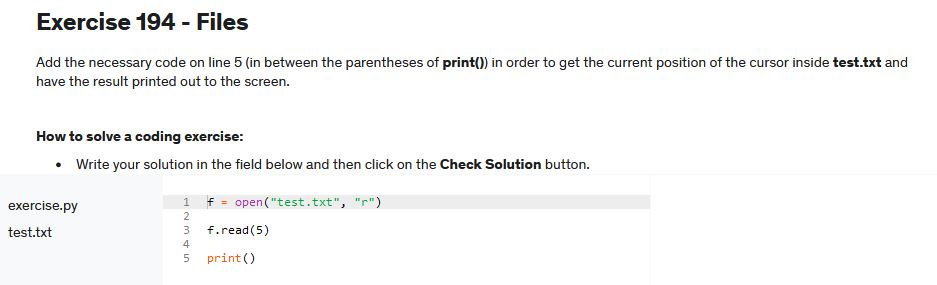 Exercise 194 - Files
Add the necessary code on line 5 (in between the parentheses of print()) in order to get the current position of the cursor inside test.txt and
have the result printed out to the screen.
How to solve a coding exercise:
• Write your solution in the field below and then click on the Check Solution button.
exercise.py
test.txt
1 f = open("test.txt", "r")
2
3 f.read(5)
4
5 print()